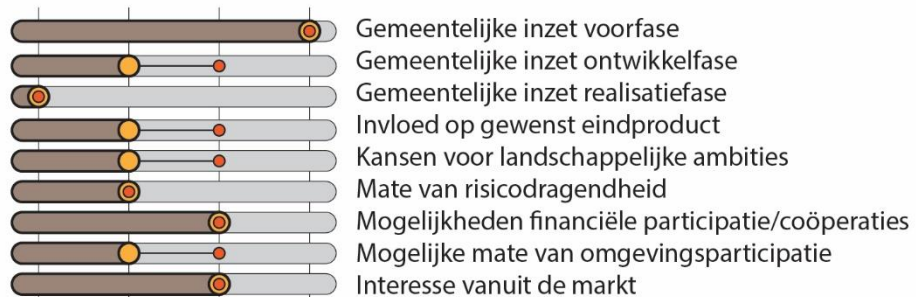 Gemeentelijke inzet voorfase
Gemeentelijke inzet ontwikkelfase
Gemeentelijke inzet realisatiefase
Invloed op gewenst eindproduct
Kansen voor landschappelijke ambities
Mate van risicodragendheid
Mogelijkheden financiële participatie/coöperaties
Mogelijke mate van omgevingsparticipatie
Interesse vanuit de markt